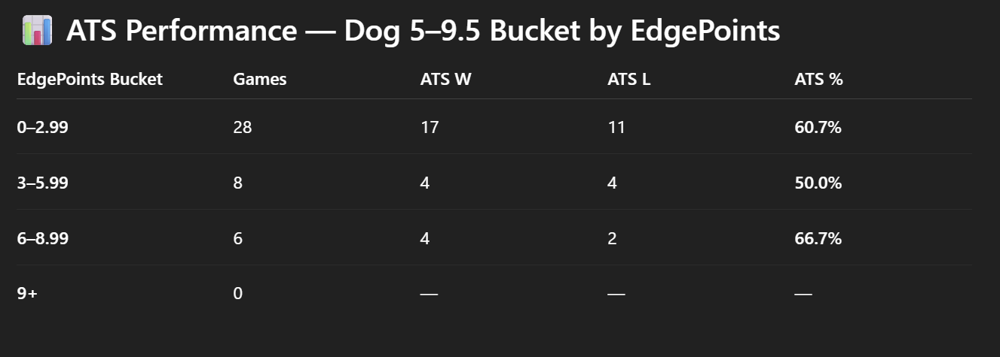 📊 ATS Performance — Dog 5–9.5 Bucket by EdgePoints
EdgePoints Bucket Games ATS W ATS L ATS %
0–2.99 28 17 11 60.7%
3–5.99 8 4 4 50.0%
6–8.99 6 4 2 66.7%
9+ 0 — — —